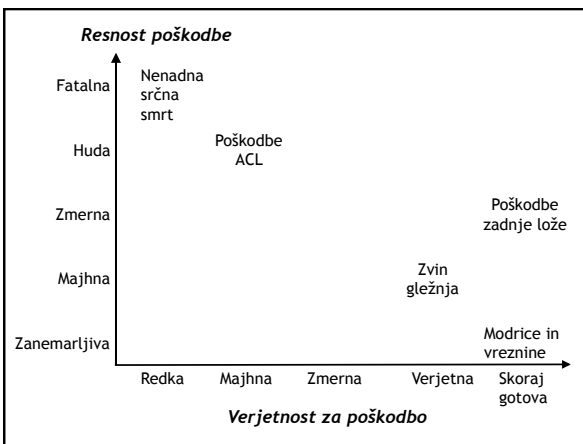 Resnost poškodbe
Fatalna
Nenadna
srčna
smrt
Huda
Poškodbe
ACL
Zmerna
Poškodbe
zadnje lože
Majhna
Zvin
gležnja
Zanemarljiva
Modrice in
vreznine
Redka
Majhna
Zmerna
Verjetna
Skoraj
gotova
Verjetnost za poškodbo